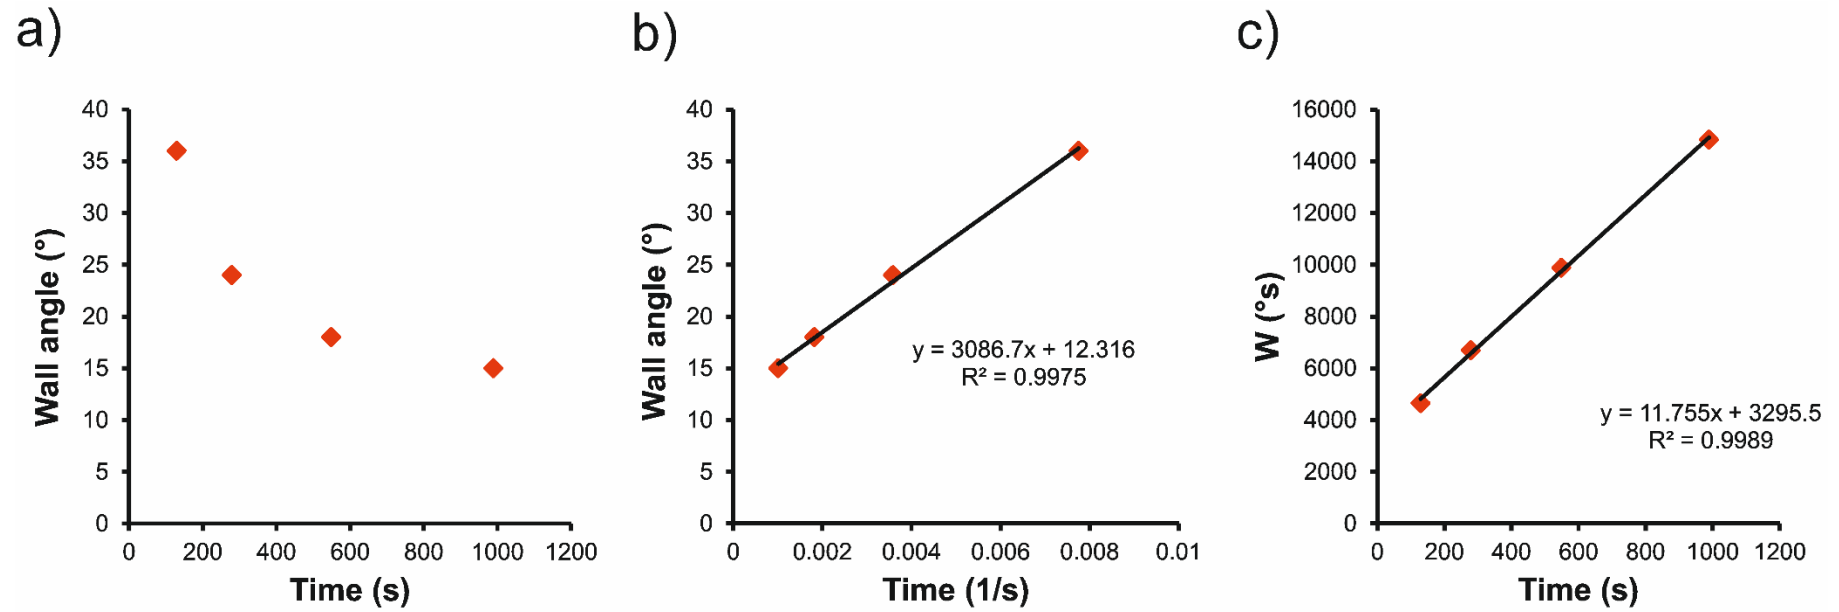 a)
40
35
30
25
20
15
10
5
0
Wall angle (°)
0 200 400 600 800 1000 1200
Time (s)
b)
40
35
30
25
20
15
10
5
0
Wall angle (°)
y = 3086.7x + 12.316
R² = 0.9975
0 0.002 0.004 0.006 0.008 0.01
Time (1/s)
c)
16000
14000
12000
10000
8000
6000
4000
2000
0
W (°s)
y = 11.755x + 3295.5
R² = 0.9989
0 200 400 600 800 1000 1200
Time (s)